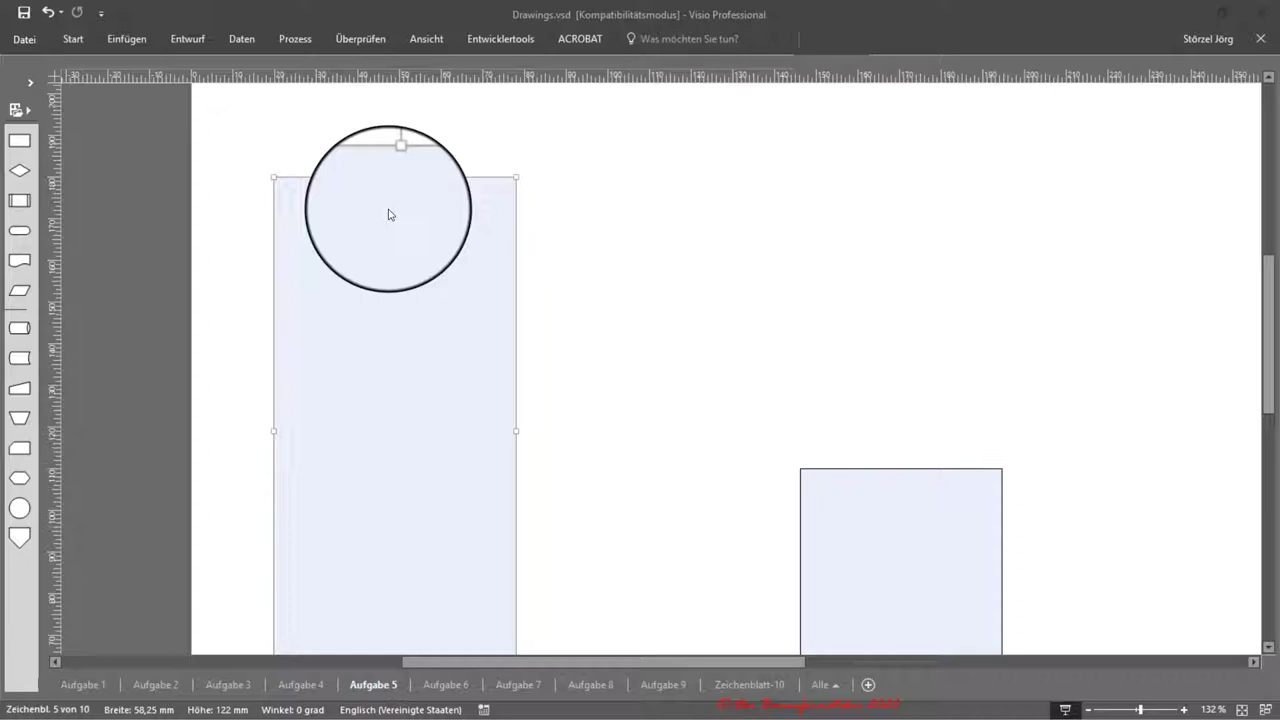 Drawings.vsd [Kompatibilitätsmodus] - Visio Professional
Datei Start Einfügen Entwurf Daten Prozess Überprüfen Ansicht Entwicklertools ACROBAT Was möchten Sie tun? Störzel Jörg
Aufgabe 1 Aufgabe 2 Aufgabe 3 Aufgabe 4 Aufgabe 5 Aufgabe 6 Aufgabe 7 Aufgabe 8 Aufgabe 9 Zeichenblatt-10 Alle
Zeichenbl. 5 von 10 Breite: 58,25 mm Höhe: 122 mm Winkel: 0 grad Englisch (Vereinigte Staaten) 132 %